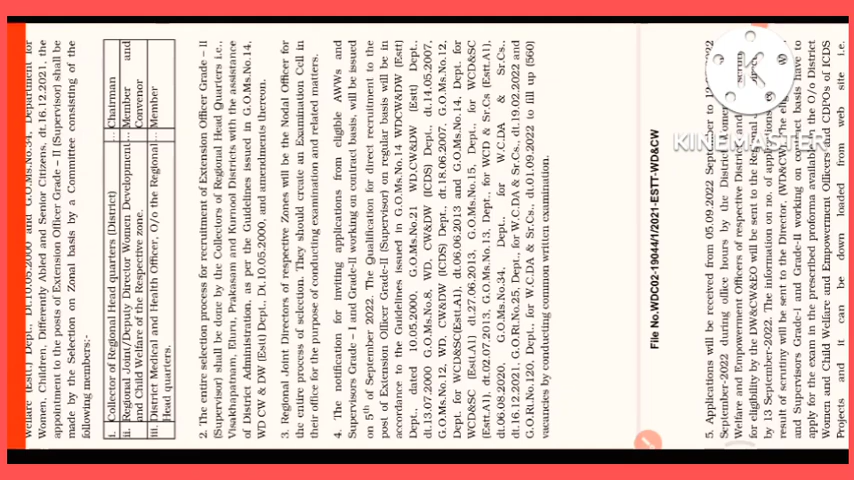 Welfare (Estt.) Dept., Dt.10.05.2000 and G.O.Ms.No.34, Department for
Women, Children, Differently Abled and Senior Citizens, dt.16.12.2021, the
appointment to the posts of Extension Officer Grade – II (Supervisor) shall be
made by the Selection on Zonal basis by a Committee consisting of the
following members:-
i. Collector of Regional Head quarters (District) ... Chairman
ii. Regional Joint/Deputy Director Women Development ... Member and
and Child Welfare of the Respective zone. Convenor
iii. District Medical and Health Officer, O/o the Regional ... Member
Head quarters.
2. The entire selection process for recruitment of Extension Officer Grade – II
(Supervisor) shall be done by the Collectors of Regional Head Quarters i.e.,
Visakhapatnam, Eluru, Prakasam and Kurnool Districts with the assistance
of District Administration, as per the Guidelines issued in G.O.Ms.No.14,
WD CW & DW (Estt) Dept., Dt.10.05.2000, and amendments thereon.
3. Regional Joint Directors of respective Zones will be the Nodal Officer for
the entire process of selection. They should create an Examination Cell in
their office for the purpose of conducting examination and related matters.
4. The notification for inviting applications from eligible AWWs and
Supervisors Grade – I and Grade-II working on contract basis, will be issued
on 5th of September 2022. The Qualification for direct recruitment to the
post of Extension Officer Grade-II (Supervisor) on regular basis will be in
accordance to the Guidelines issued in G.O.Ms.No.14 WDCW&DW (Estt)
Dept., dated 10.05.2000, G.O.Ms.No.21 WD,CW&DW (Estt) Dept.,
dt.13.07.2000 G.O.Ms.No.8, WD, CW&DW (ICDS) Dept., dt.14.05.2007,
G.O.Ms.No.12, WD, CW&DW (ICDS) Dept., dt.18.06.2007, G.O.Ms.No.12,
Dept. for WCD&SC(Estt.A1), dt.06.06.2013 and G.O.Ms.No.14, Dept. for
WCD&SC (Estt.A1) dt.27.06.2013, G.O.Ms.No.15, Dept., for WCD&SC
(Estt.A1), dt.02.07.2013, G.O.Ms.No.13, Dept., for WCD & Sr.Cs (Estt.A1),
dt.06.08.2020, G.O.Ms.No.34, Dept., for W.CDA & Sr.Cs.,
dt.16.12.2021, G.O.Rt.No.25, Dept, for W.CDA & Sr.Cs., dt.19.02.2022 and
G.O.Rt.No.120, Dept., for W.CDA & Sr.Cs., dt.01.09.2022 to fill up (560)
vacancies by conducting common written examination.
File No.WDC02-19044/1/2021-ESTT-WD&CW
5. Applications will be received from 05.09.2022 September to
September-2022 during office hours by the District
Welfare and Empowerment Officers of respective District and
for eligibility by the DW&CW&EO will be sent to the Regional
by 13 September-2022. The information on no. of applications
result of scrutiny will be sent to the Director, (WD&CW). The
and Supervisors Grade-I and Grade-II working on contract basis have to
apply for the exam in the prescribed proforma available in the O/o District
Women and Child Welfare and Empowerment Officers and CDPOs of ICDS
Projects and it can be down loaded from web site i.e.
KINEMASTER